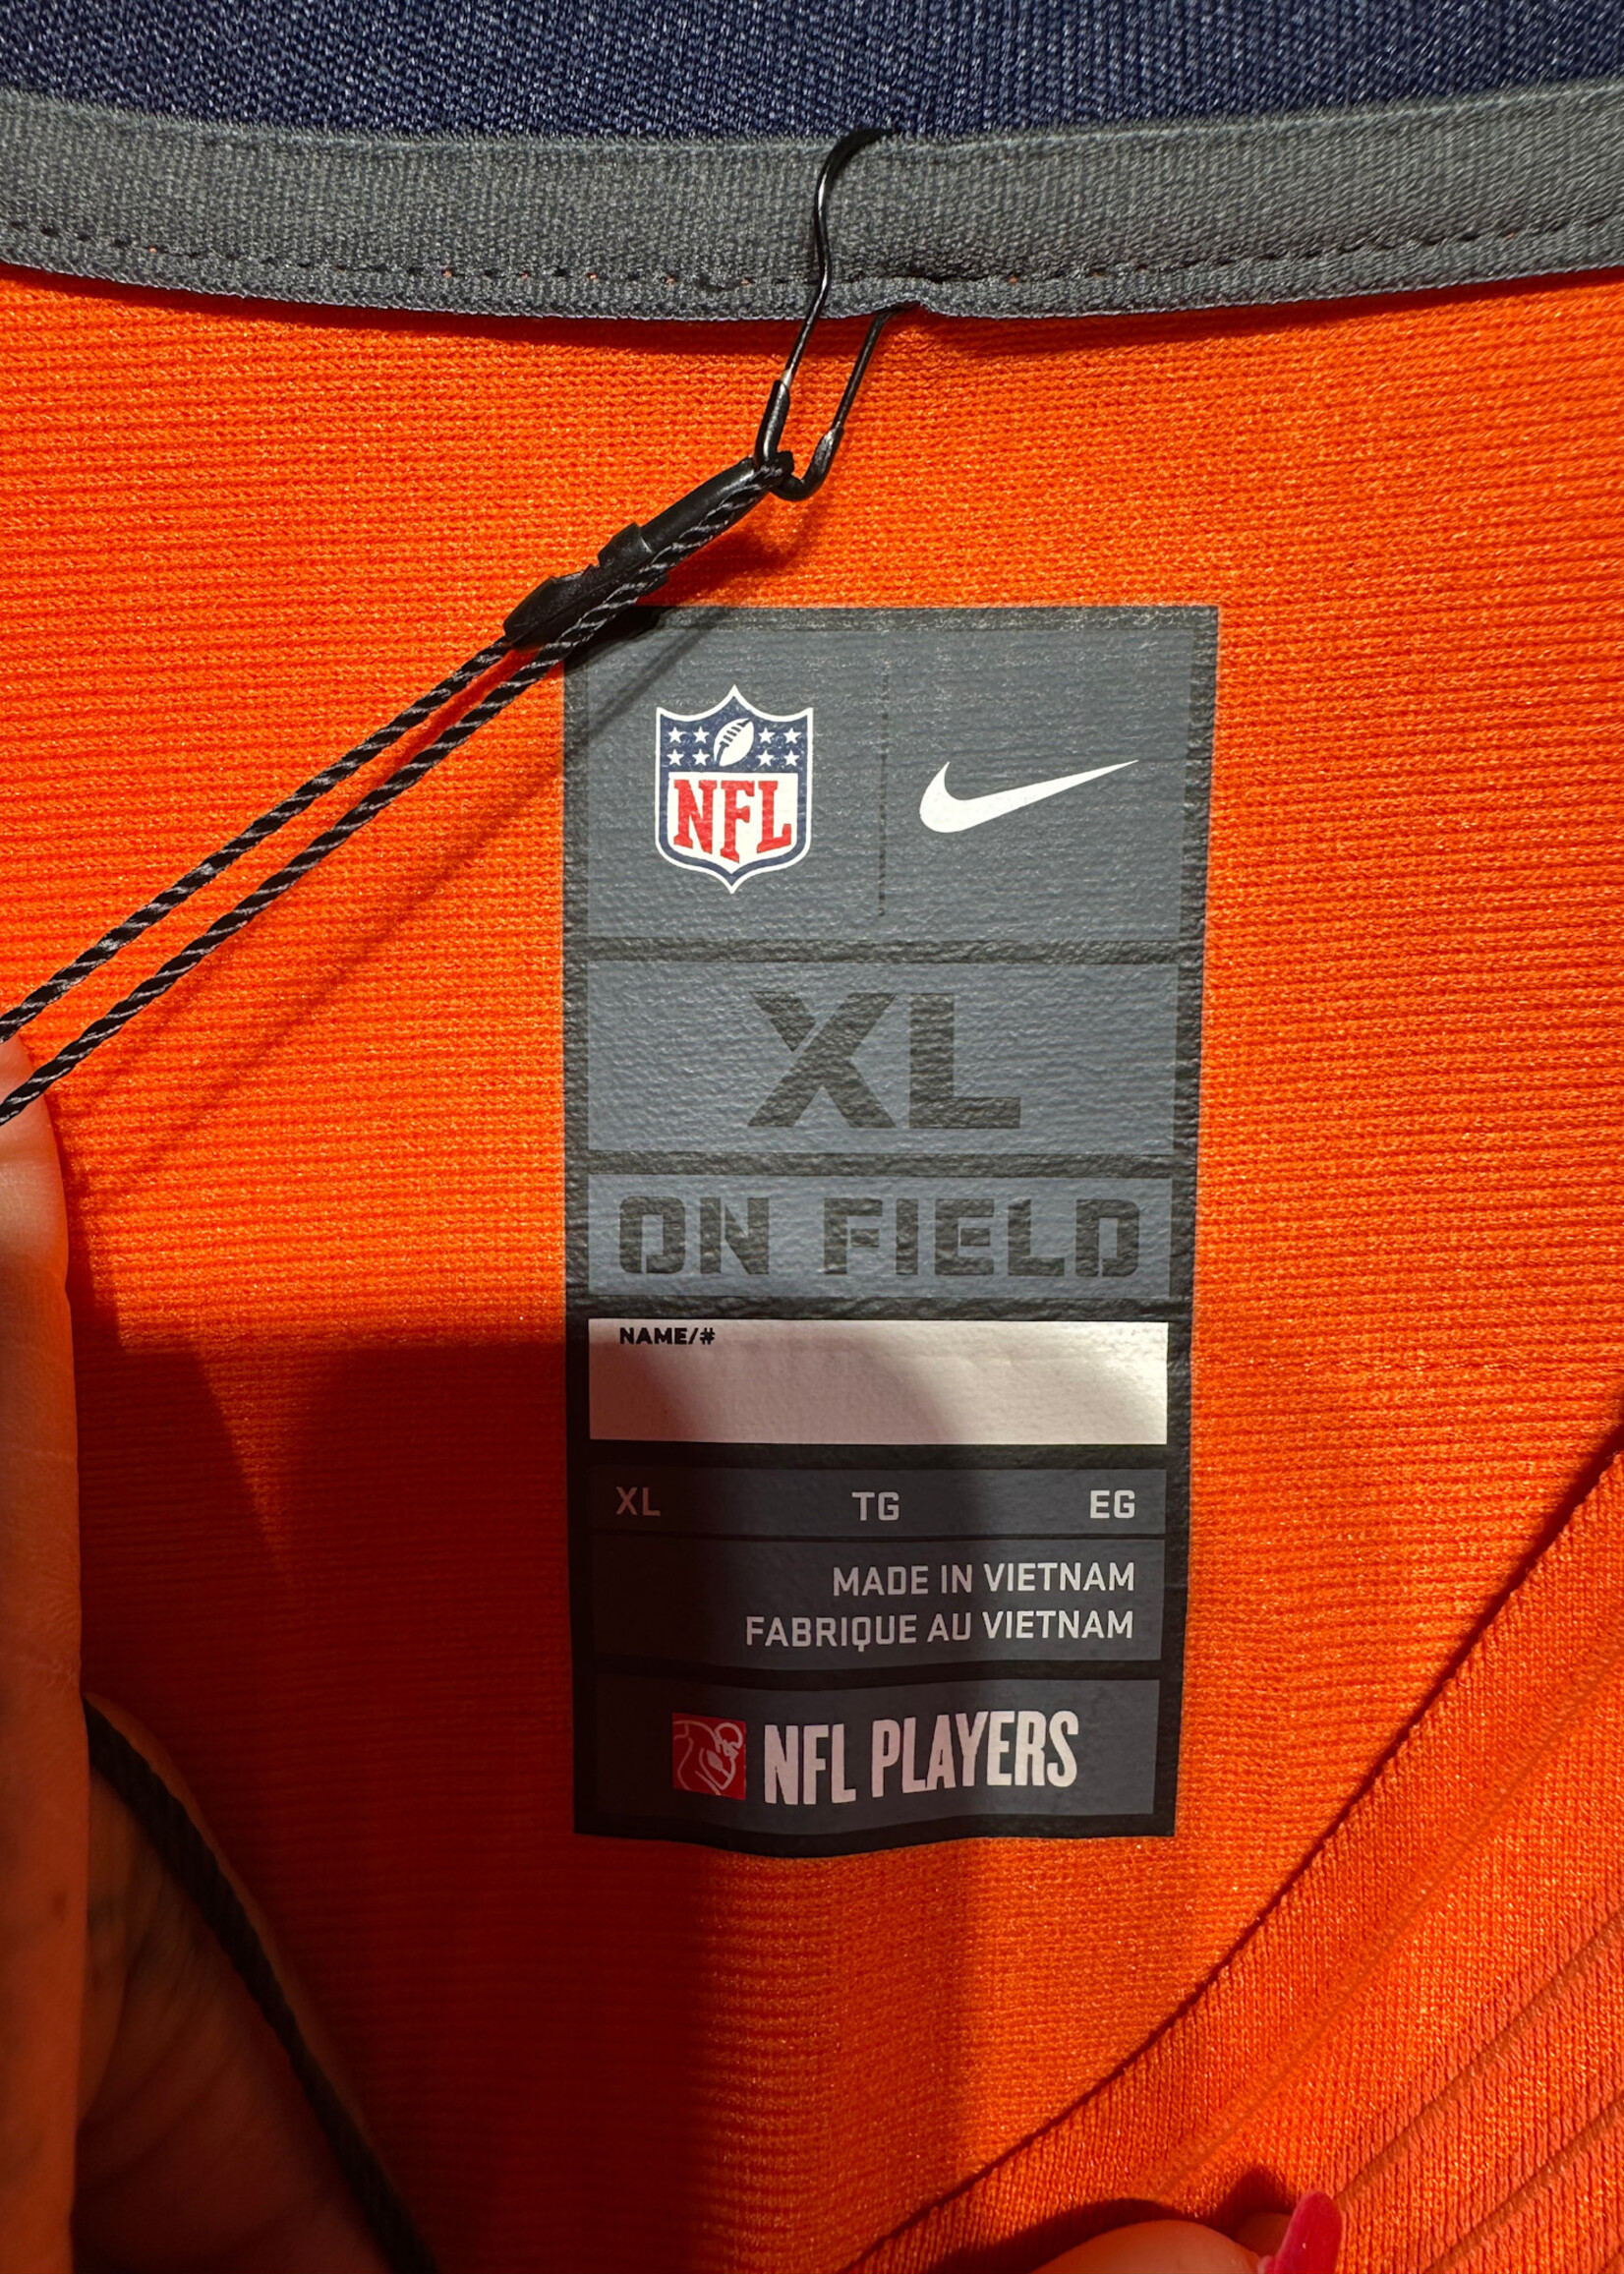 NFL
XL
ON FIELD
NAME/#
XL TG EG
MADE IN VIETNAM
FABRIQUE AU VIETNAM
NFL PLAYERS